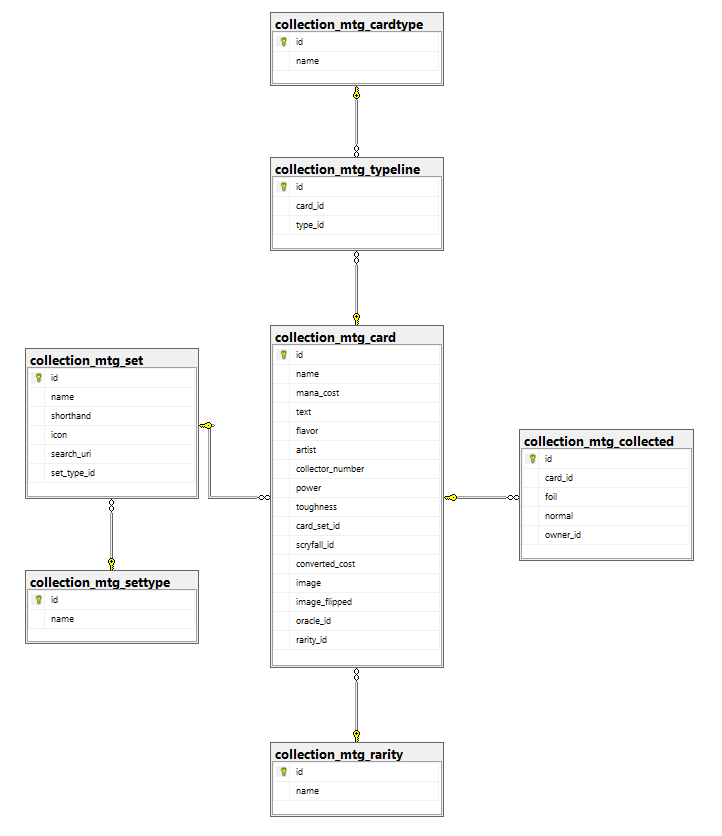 collection_mtg_cardtype
id
name
collection_mtg_typeline
id
card_id
type_id
collection_mtg_card
id
name
mana_cost
text
flavor
artist
collector_number
power
toughness
card_set_id
scryfall_id
converted_cost
image
image_flipped
oracle_id
rarity_id
collection_mtg_set
id
name
shorthand
icon
search_uri
set_type_id
collection_mtg_collected
id
card_id
foil
normal
owner_id
collection_mtg_settype
id
name
collection_mtg_rarity
id
name